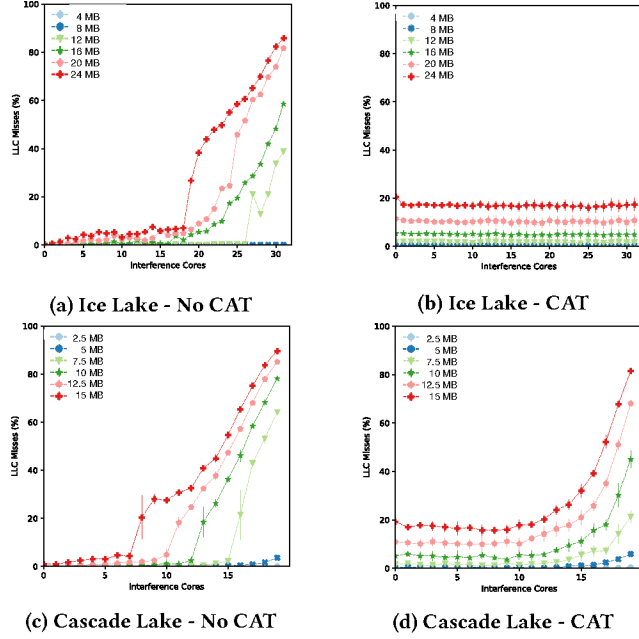 100
80
60
40
20
0
LLC Misses (%)
4 MB
8 MB
12 MB
16 MB
20 MB
24 MB
0 5 10 15 20 25 30
Interference Cores
(a) Ice Lake - No CAT
100
80
60
40
20
0
LLC Misses (%)
4 MB
8 MB
12 MB
16 MB
20 MB
24 MB
0 5 10 15 20 25 30
Interference Cores
(b) Ice Lake - CAT
100
80
60
40
20
0
LLC Misses (%)
2.5 MB
5 MB
7.5 MB
10 MB
12.5 MB
15 MB
0 5 10 15
Interference Cores
(c) Cascade Lake - No CAT
100
80
60
40
20
0
LLC Misses (%)
2.5 MB
5 MB
7.5 MB
10 MB
12.5 MB
15 MB
0 5 10 15
Interference Cores
(d) Cascade Lake - CAT